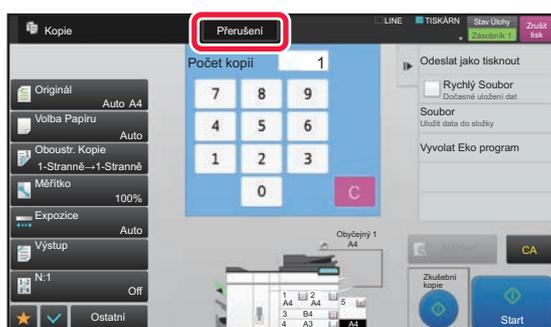 Kopie
Přerušení
LINE
TISKÁRN
Stav Úlohy
Zásobník 1
Zrušit
tisk
Počet kopií
1
7
8
9
4
5
6
1
2
3
0
C
Originál
Auto A4
Volba Papíru
Auto
Oboustr. Kopie
1-Stranně→1-Stranně
Měřítko
100%
Expozice
Auto
Výstup
N:1
Off
Ostatní
Odeslat jako tisknout
Rychlý Soubor
Dočasné uložení dat
Soubor
Uložit data do složky
Vyvolat Eko program
Obyčejný 1
A4
1
A4
2
A4
5
3
B4
4
A3
A4
CA
Zkušební
kopie
Start